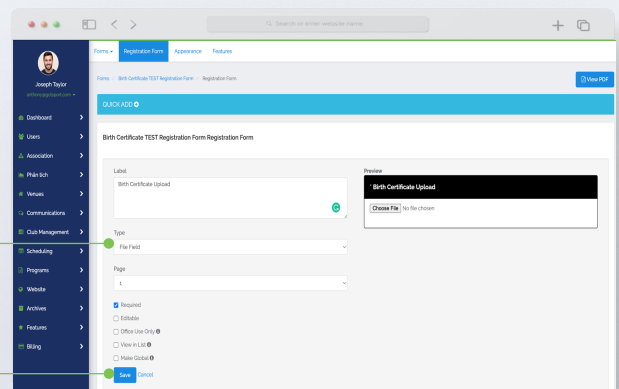 Search or enter website name
Forms
Registration Form
Appearance
Features
Joseph Taylor
Forms / Birth Certificate TEST Registration Form / Registration Form
View PDF
QUICK ADD
Birth Certificate TEST Registration Form Registration Form
Dashboard
Users
Association
Phân tích
Venues
Communications
Club Management
Scheduling
Programs
Website
Archives
Features
Billing
Label
Birth Certificate Upload
Type
File Field
Page
1
Required
Editable
Office Use Only
View in List
Make Global
Save Cancel
Preview
* Birth Certificate Upload
Choose File No file chosen